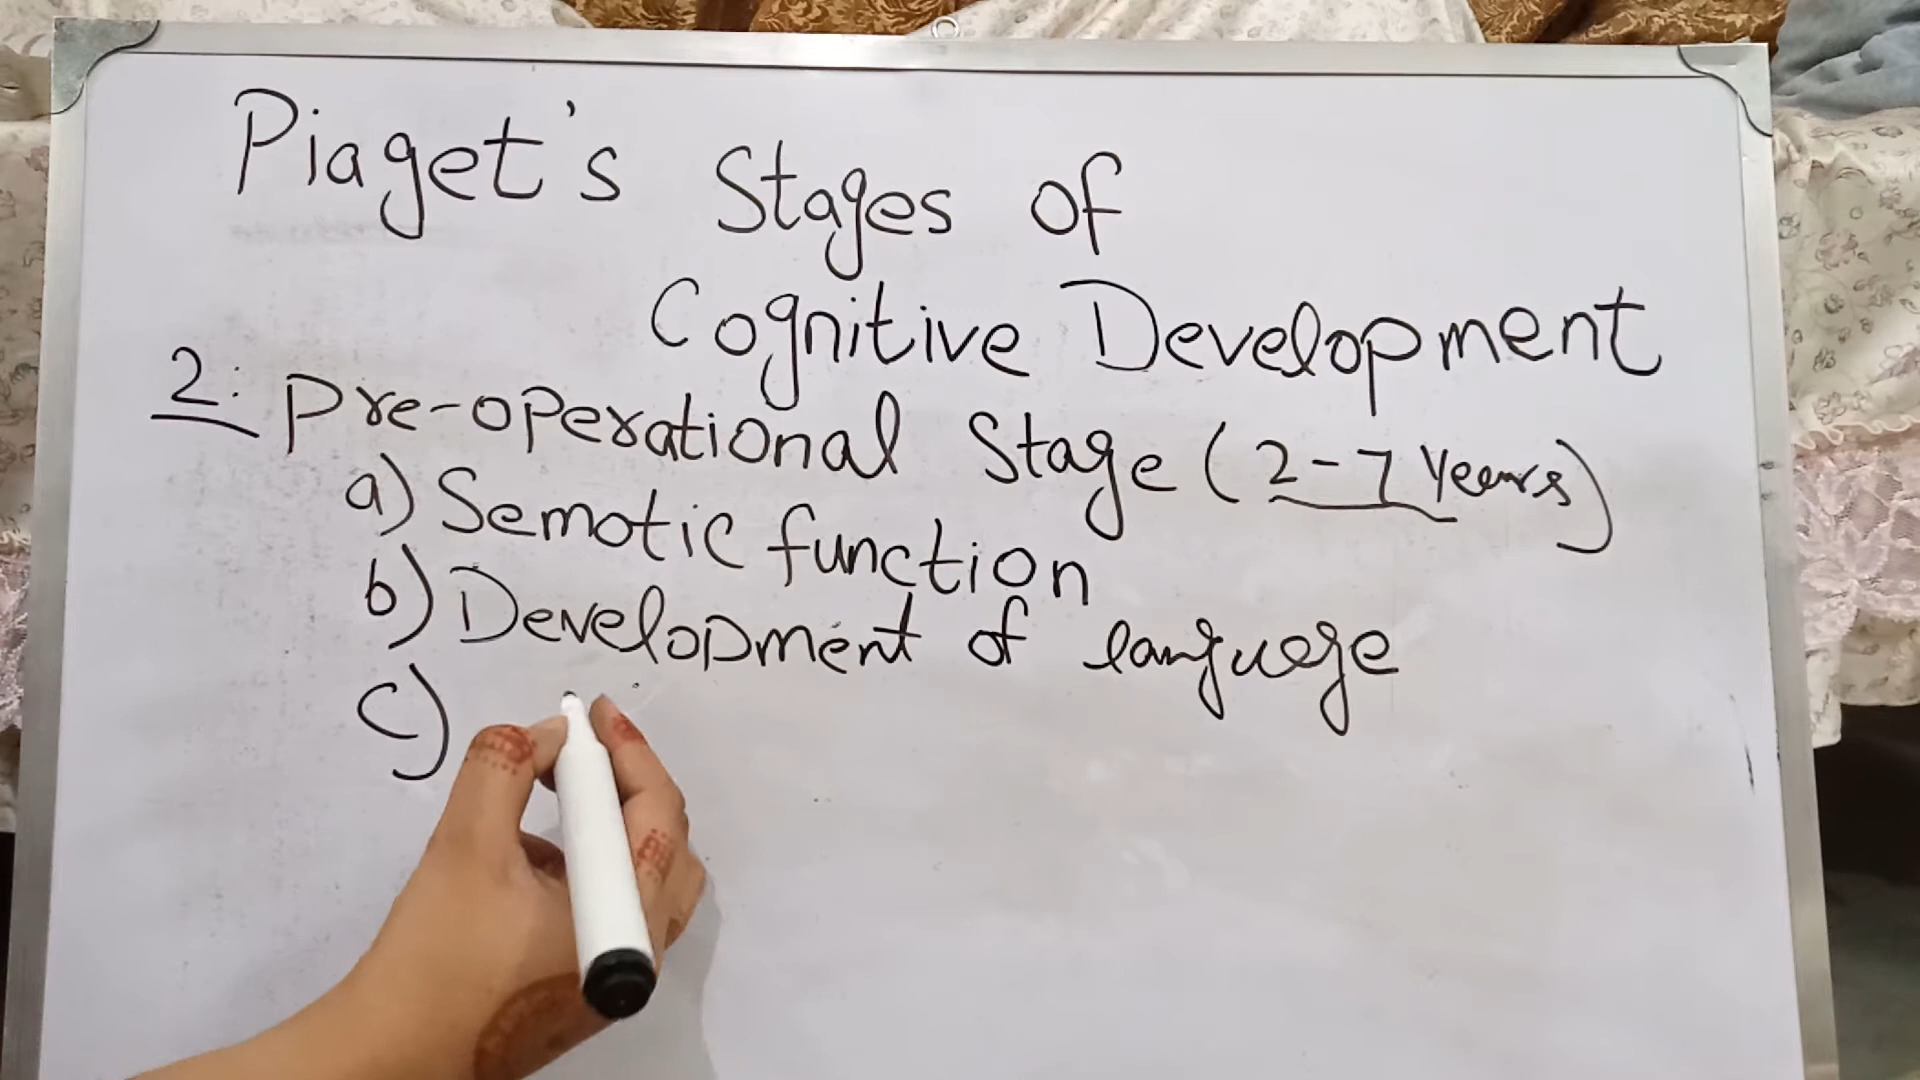 Piaget's Stages of
Cognitive Development
2: Pre-operational Stage (2-7 Years)
a) Semotic function
b) Development of language
c)